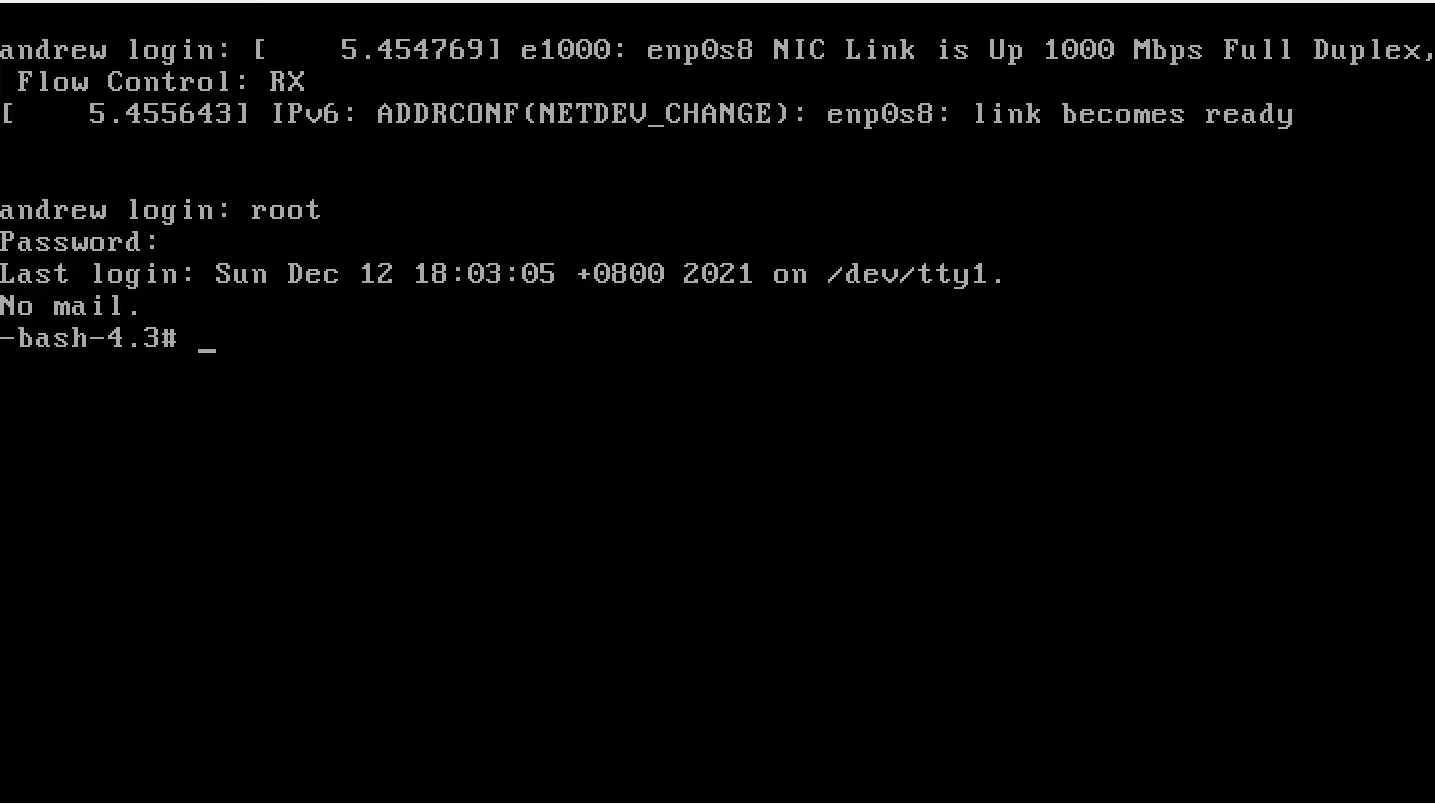 andrew login: [    5.454769] e1000: enp0s8 NIC Link is Up 1000 Mbps Full Duplex,
 Flow Control: RX
[    5.455643] IPv6: ADDRCONF(NETDEV_CHANGE): enp0s8: link becomes ready
andrew login: root
Password:
Last login: Sun Dec 12 18:03:05 +0800 2021 on /dev/tty1.
No mail.
-bash-4.3# _